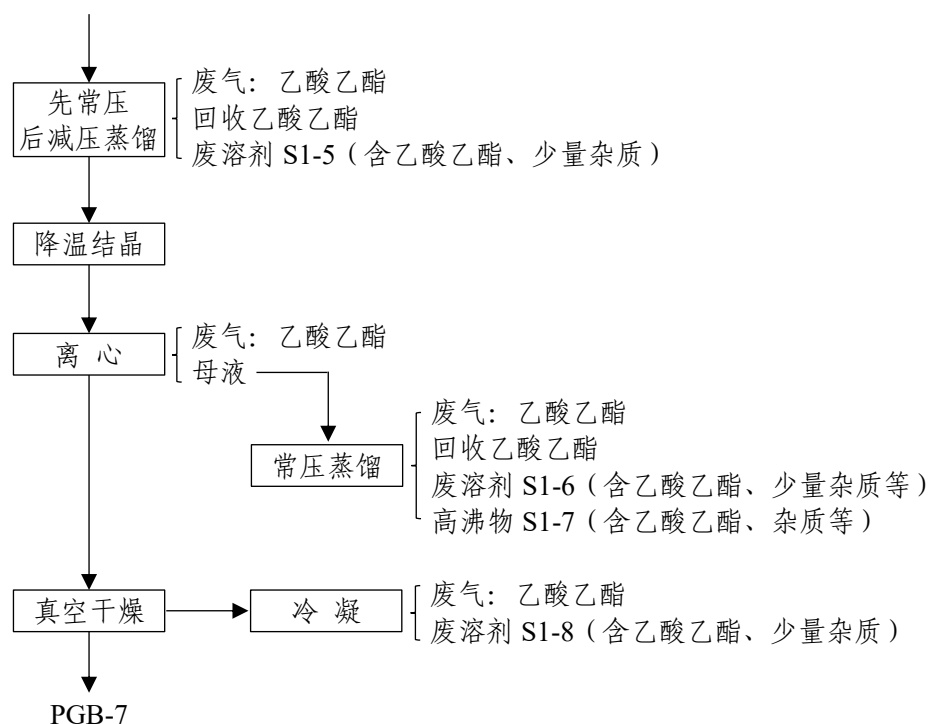 先常压
后减压蒸馏
废气：乙酸乙酯
回收乙酸乙酯
废溶剂 S1-5（含乙酸乙酯、少量杂质）
降温结晶
离 心
废气：乙酸乙酯
母液
常压蒸馏
废气：乙酸乙酯
回收乙酸乙酯
废溶剂 S1-6（含乙酸乙酯、少量杂质等）
高沸物 S1-7（含乙酸乙酯、杂质等）
真空干燥
冷 凝
废气：乙酸乙酯
废溶剂 S1-8（含乙酸乙酯、少量杂质）
PGB-7